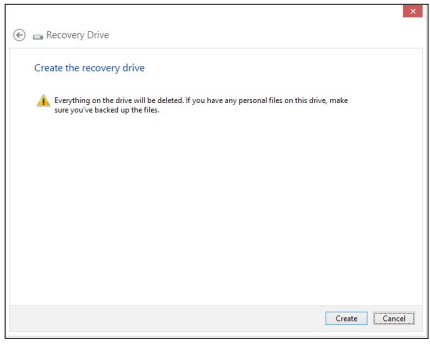 Recovery Drive
Create the recovery drive
Everything on the drive will be deleted. If you have any personal files on this drive, make
sure you've backed up the files.
Create Cancel